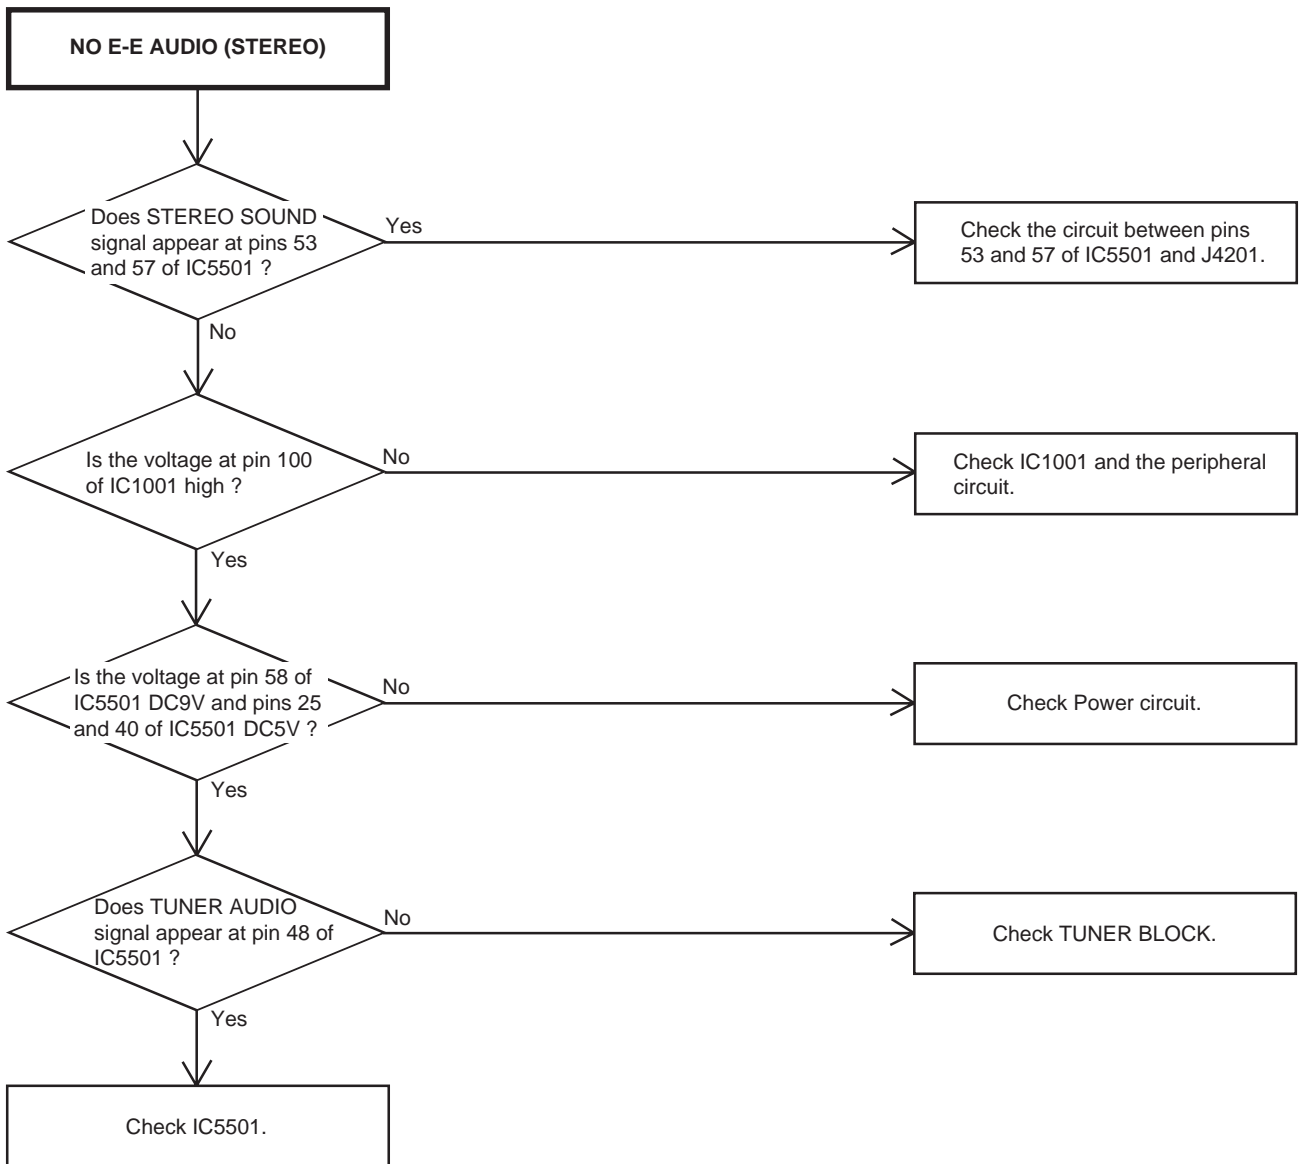 NO E-E AUDIO (STEREO)
Does STEREO SOUND
signal appear at pins 53
and 57 of IC5501 ?
Yes
Check the circuit between pins
53 and 57 of IC5501 and J4201.
No
Is the voltage at pin 100
of IC1001 high ?
No
Check IC1001 and the peripheral
circuit.
Yes
Is the voltage at pin 58 of
IC5501 DC9V and pins 25
and 40 of IC5501 DC5V ?
No
Check Power circuit.
Yes
Does TUNER AUDIO
signal appear at pin 48 of
IC5501 ?
No
Check TUNER BLOCK.
Yes
Check IC5501.